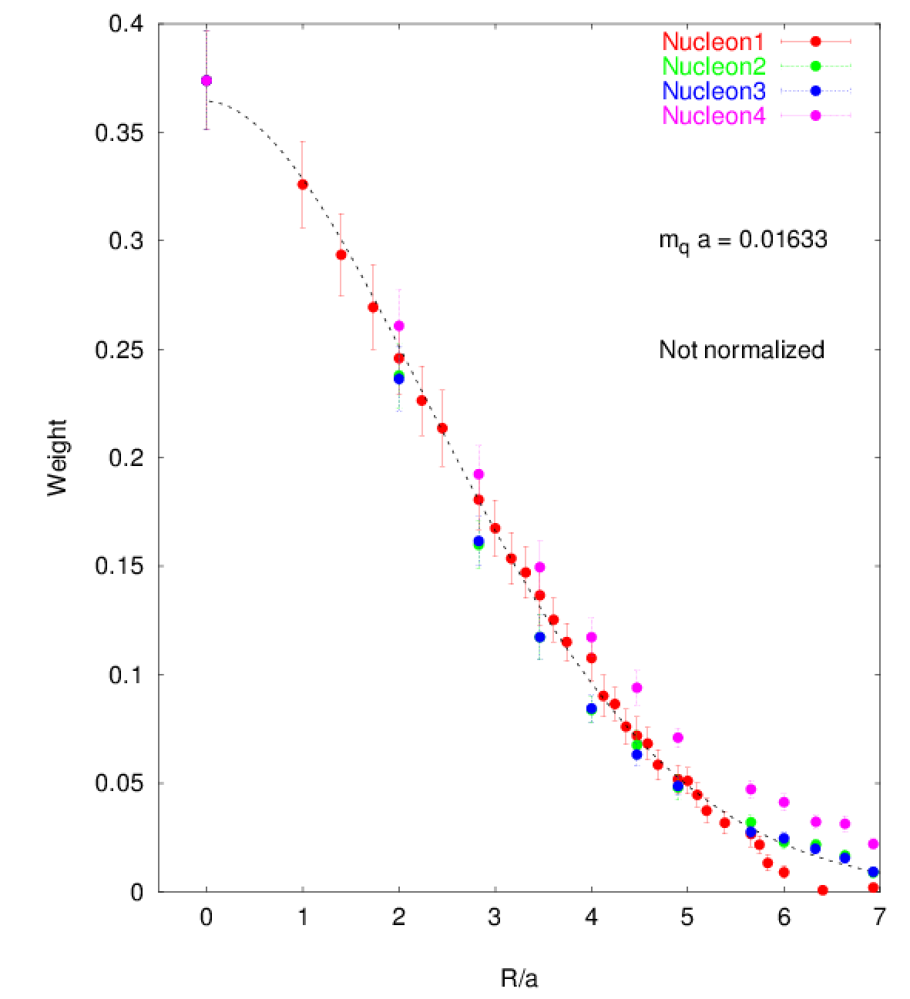 0.4
0.35
0.3
0.25
0.2
0.15
0.1
0.05
0
Weight
Nucleon1
Nucleon2
Nucleon3
Nucleon4
m_q a = 0.01633
Not normalized
0 1 2 3 4 5 6 7
R/a